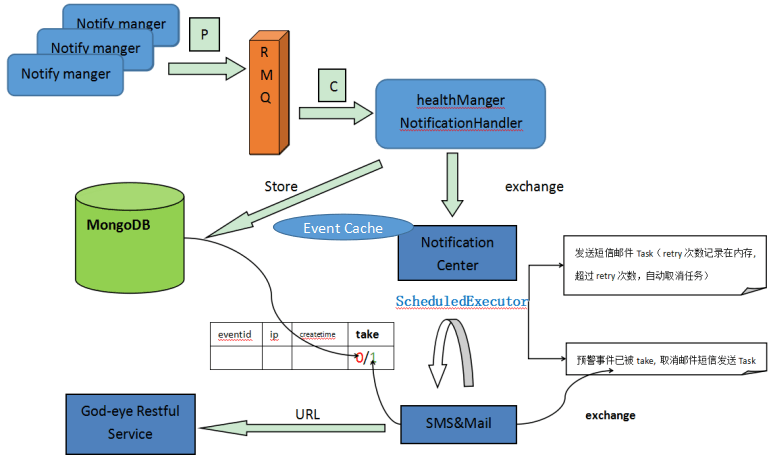 Notify manger
Notify manger
Notify manger
P
R
M
Q
C
healthManger
NotificationHandler
Store
exchange
MongoDB
Event Cache
Notification
Center
发送短信邮件 Task（retry 次数记录在内存,
超过 retry 次数，自动取消任务）
ScheduledExecutor
eventid
ip
createtime
take
0/1
预警事件已被 take, 取消邮件短信发送 Task
God-eye Restful
Service
URL
SMS&Mail
exchange